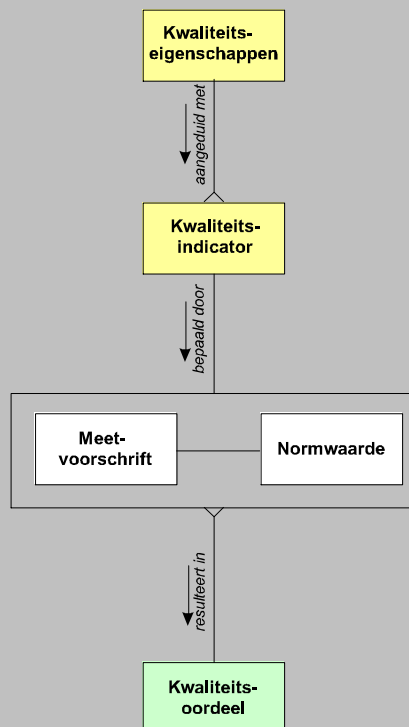 Kwaliteits-
eigenschappen
aangeduid met
Kwaliteits-
indicator
bepaald door
Meet-
voorschrift
Normwaarde
resulteert in
Kwaliteits-
oordeel